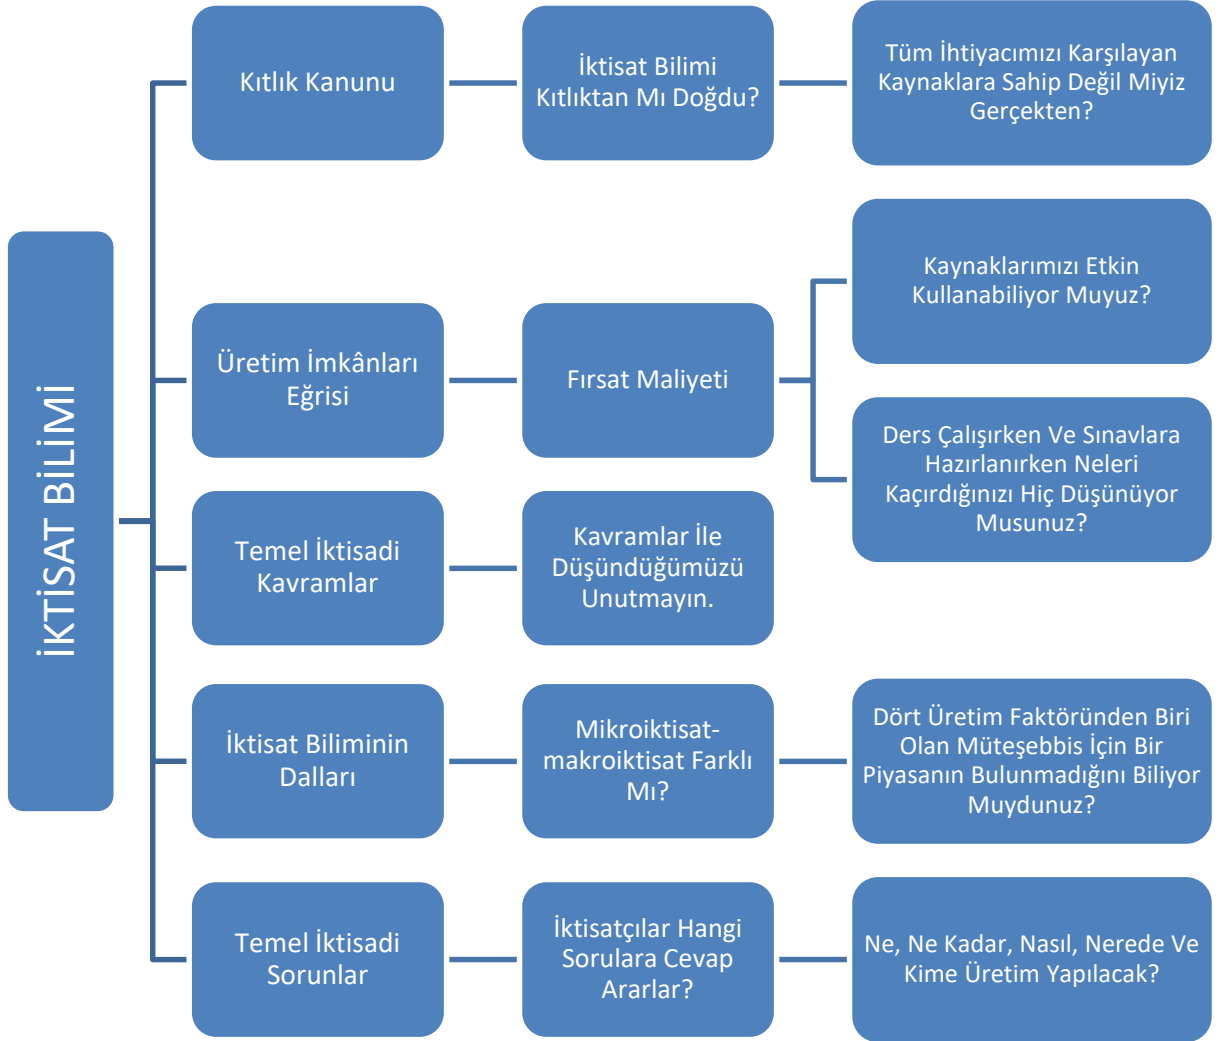 İKTİSAT BİLİMİ
Kıtlık Kanunu
İktisat Bilimi
Kıtlıktan Mı Doğdu?
Tüm İhtiyacımızı Karşılayan
Kaynaklara Sahip Değil Miyiz
Gerçekten?
Üretim İmkânları
Eğrisi
Fırsat Maliyeti
Kaynaklarımızı Etkin
Kullanabiliyor Muyuz?
Ders Çalışırken Ve Sınavlara
Hazırlanırken Neleri
Kaçırdığınızı Hiç Düşünüyor
Musunuz?
Temel İktisadi
Kavramlar
Kavramlar İle
Düşündüğümüzü
Unutmayın.
İktisat Biliminin
Dalları
Mikroiktisat-
makroiktisat Farklı
Mı?
Dört Üretim Faktöründen Biri
Olan Müteşebbis İçin Bir
Piyasanın Bulunmadığını Biliyor
Muydunuz?
Temel İktisadi
Sorunlar
İktisatçılar Hangi
Sorulara Cevap
Ararlar?
Ne, Ne Kadar, Nasıl, Nerede Ve
Kime Üretim Yapılacak?